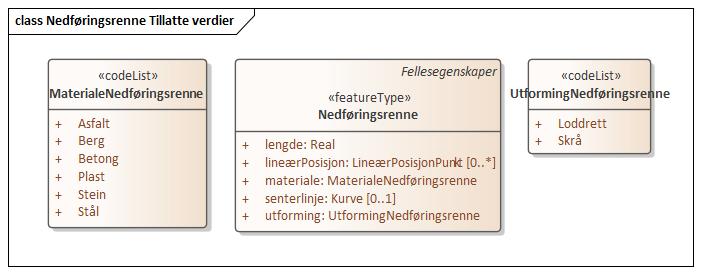 class Nedføringsrenne Tillatte verdier
«codeList»
MaterialeNedføringsrenne
+ Asfalt
+ Berg
+ Betong
+ Plast
+ Stein
+ Stål
Fellesegenskaper
«featureType»
Nedføringsrenne
+ lengde: Real
+ lineærPosisjon: LineærPosisjonPunkt [0..*]
+ materiale: MaterialeNedføringsrenne
+ senterlinje: Kurve [0..1]
+ utforming: UtformingNedføringsrenne
«codeList»
UtformingNedføringsrenne
+ Loddrett
+ Skrå